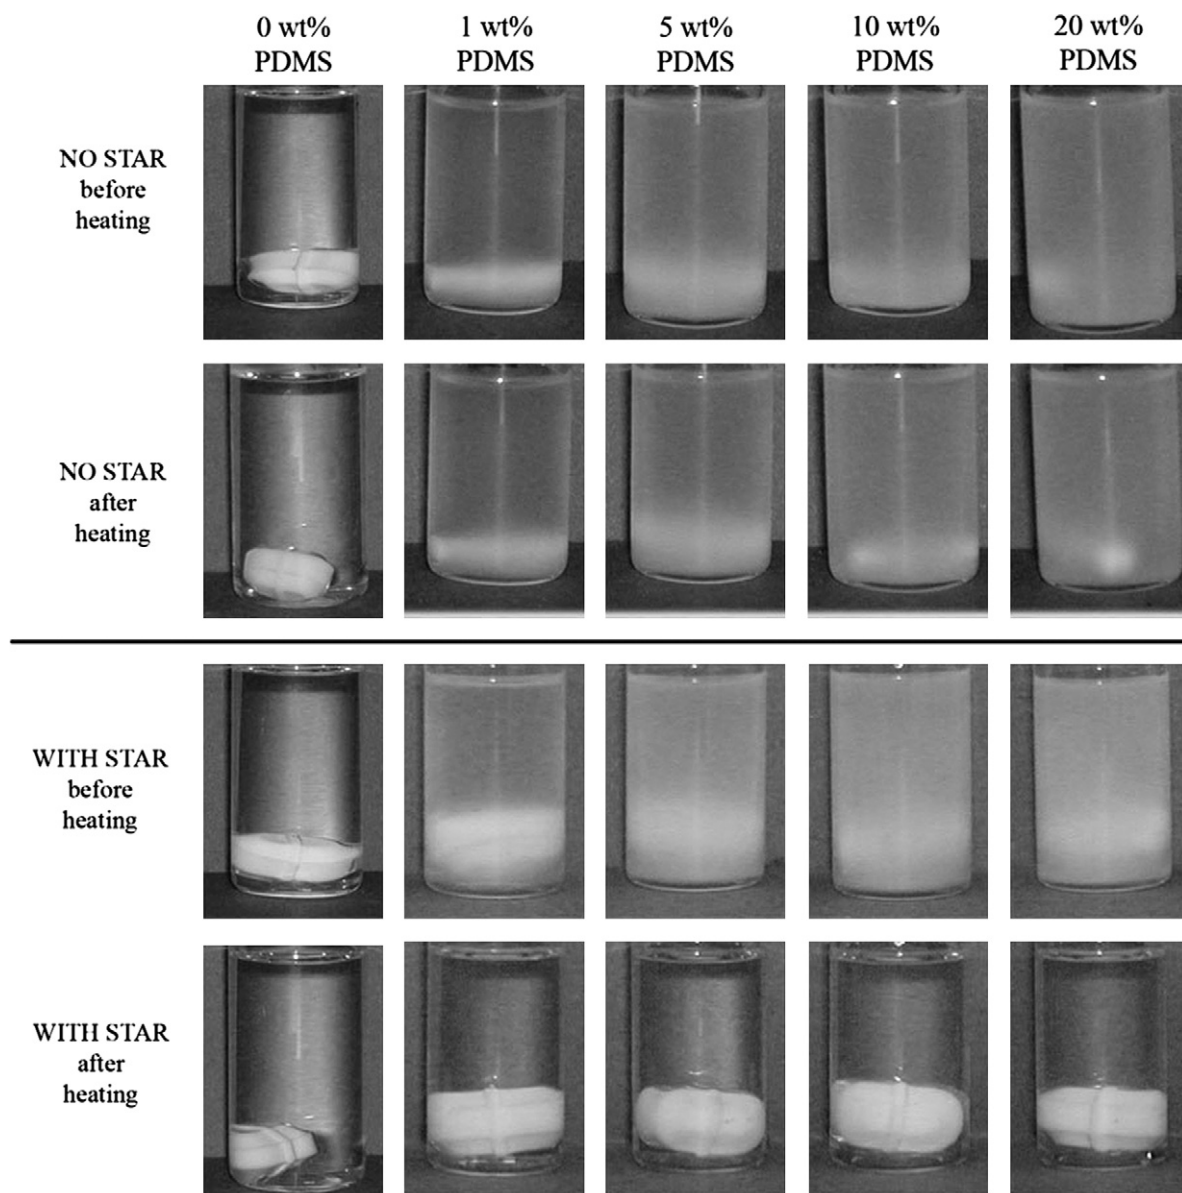 0 wt%
PDMS
1 wt%
PDMS
5 wt%
PDMS
10 wt%
PDMS
20 wt%
PDMS
NO STAR
before
heating
NO STAR
after
heating
WITH STAR
before
heating
WITH STAR
after
heating